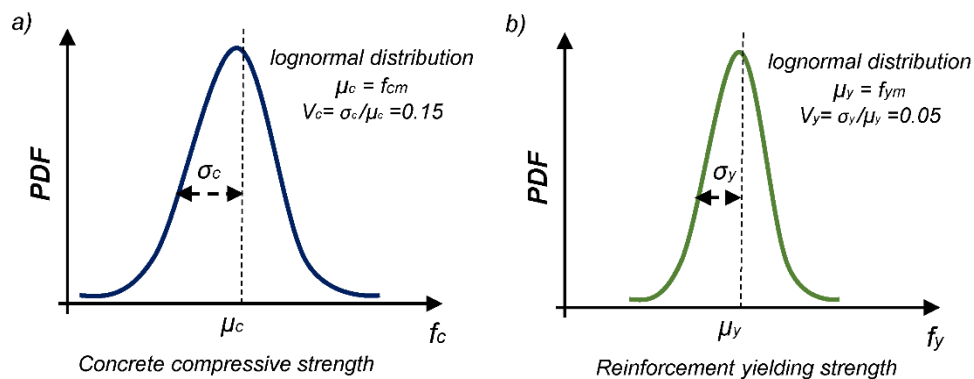 a)
PDF
lognormal distribution
μc = fcm
Vc= σc/μc =0.15
σc
μc
fc
Concrete compressive strength
b)
PDF
lognormal distribution
μy = fym
Vy= σy/μy =0.05
σy
μy
fy
Reinforcement yielding strength